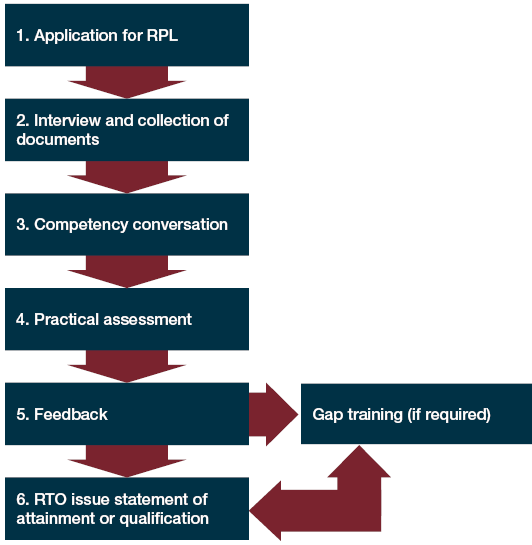 1. Application for RPL
2. Interview and collection of
documents
3. Competency conversation
4. Practical assessment
5. Feedback
Gap training (if required)
6. RTO issue statement of
attainment or qualification